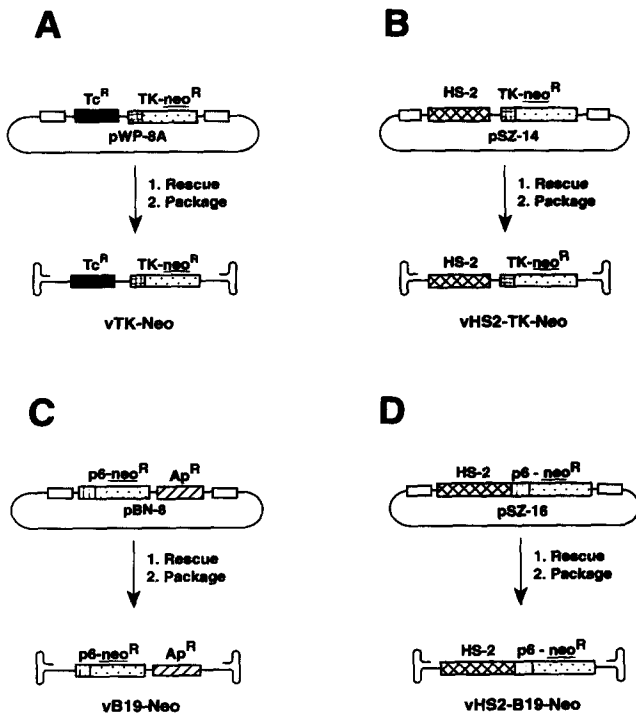 A
Tc^R TK-neo^R
pWP-8A
1. Rescue
2. Package
Tc^R TK-neo^R
vTK-Neo
B
HS-2 TK-neo^R
pSZ-14
1. Rescue
2. Package
HS-2 TK-neo^R
vHS2-TK-Neo
C
p6-neo^R Ap^R
pBN-8
1. Rescue
2. Package
p6-neo^R Ap^R
vB19-Neo
D
HS-2 p6 - neo^R
pSZ-16
1. Rescue
2. Package
HS-2 p6 - neo^R
vHS2-B19-Neo